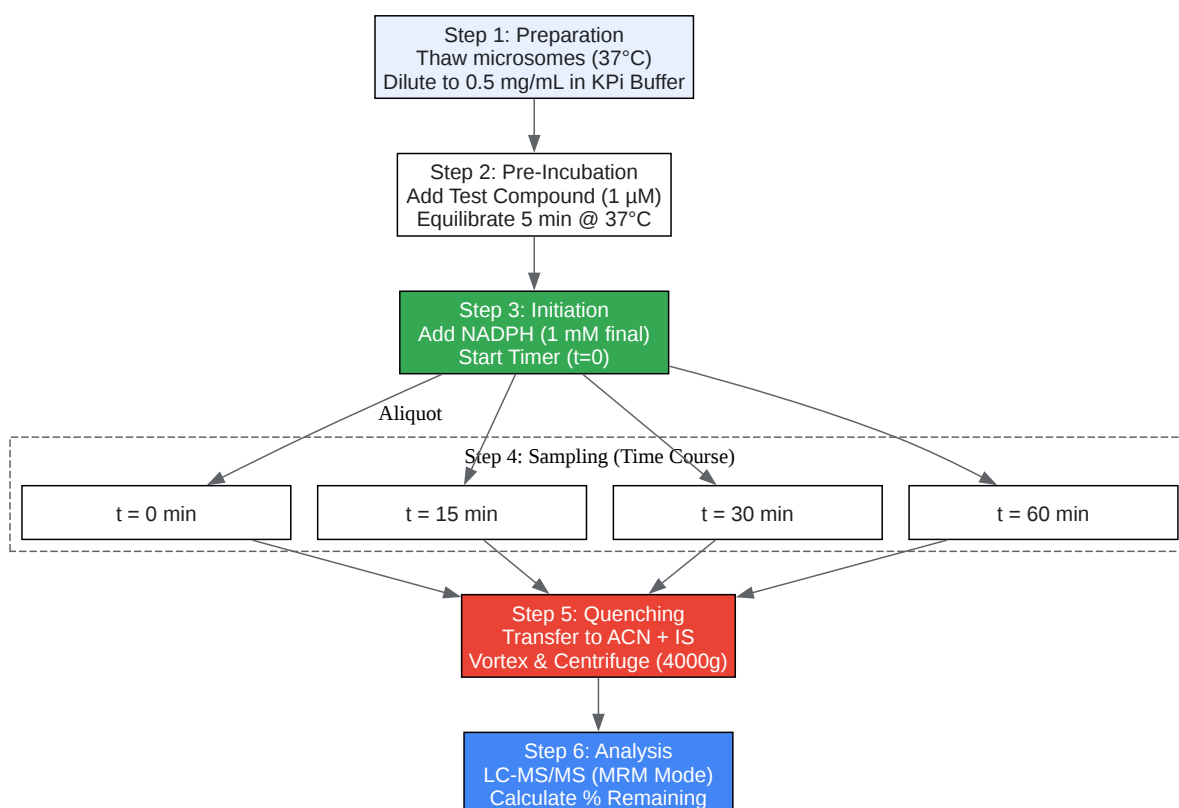 Step 1: Preparation
Thaw microsomes (37°C)
Dilute to 0.5 mg/mL in KPi Buffer
Step 2: Pre-Incubation
Add Test Compound (1 µM)
Equilibrate 5 min @ 37°C
Step 3: Initiation
Add NADPH (1 mM final)
Start Timer (t=0)
Aliquot
Step 4: Sampling (Time Course)
t = 0 min
t = 15 min
t = 30 min
t = 60 min
Step 5: Quenching
Transfer to ACN + IS
Vortex & Centrifuge (4000g)
Step 6: Analysis
LC-MS/MS (MRM Mode)
Calculate % Remaining